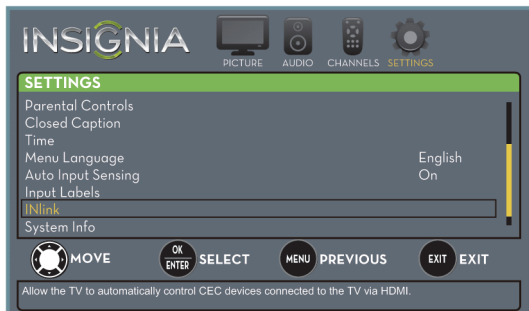 INSIGNIA
PICTURE AUDIO CHANNELS SETTINGS
SETTINGS
Parental Controls
Closed Caption
Time
Menu Language English
Auto Input Sensing On
Input Labels
INlink
System Info
MOVE OK ENTER SELECT MENU PREVIOUS EXIT EXIT
Allow the TV to automatically control CEC devices connected to the TV via HDMI.